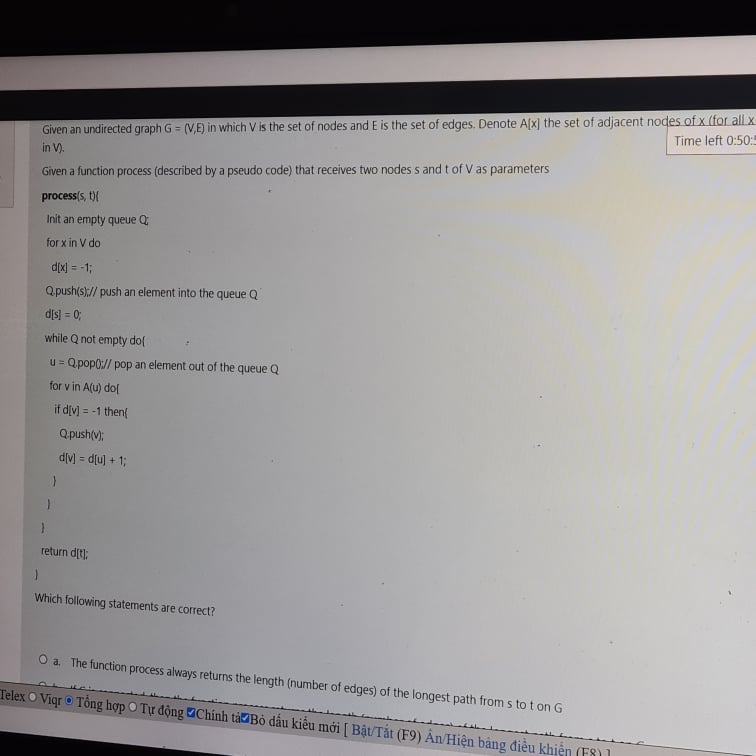 Given an undirected graph G = (V,E) in which V is the set of nodes and E is the set of edges. Denote A[x] the set of adjacent nodes of x (for all x
in V).
Time left 0:50:
Given a function process (described by a pseudo code) that receives two nodes s and t of V as parameters
process(s, t){
Init an empty queue Q;
for x in V do
d[x] = -1;
Q.push(s);// push an element into the queue Q
d[s] = 0;
while Q not empty do{
u = Q.pop();// pop an element out of the queue Q
for v in A(u) do{
if d[v] = -1 then{
Q.push(v);
d[v] = d[u] + 1;
}
}
}
return d[t];
}
Which following statements are correct?
a. The function process always returns the length (number of edges) of the longest path from s to t on G
Telex Viqr Tổng hợp Tự động Chính tả Bỏ dấu kiểu mới [ Bật/Tắt (F9) Ẩn/Hiện bảng điều khiển (F8) ]